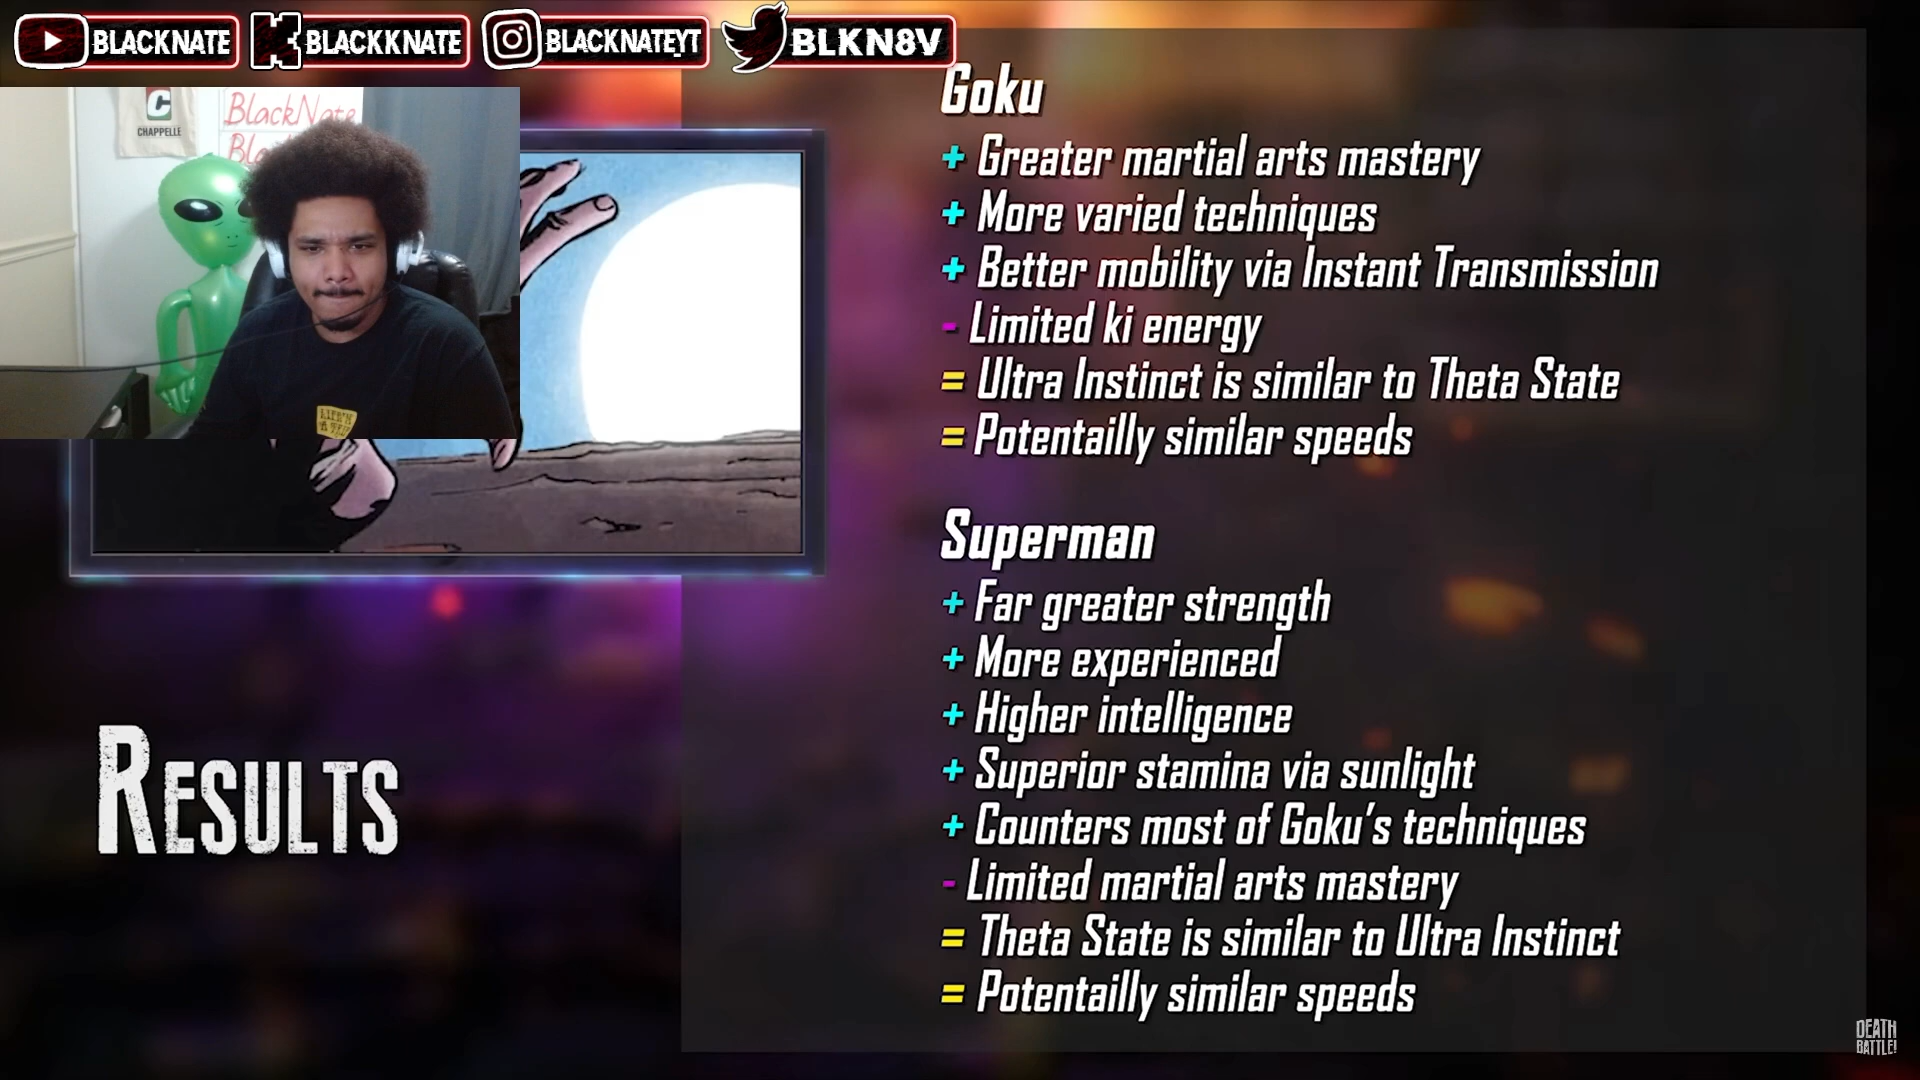 BLACKNATE
BLACKKNATE
BLACKNATEYT
BLKN8V
C
CHAPPELLE
BlackNate
Goku
+ Greater martial arts mastery
+ More varied techniques
+ Better mobility via Instant Transmission
- Limited ki energy
= Ultra Instinct is similar to Theta State
= Potentailly similar speeds
Superman
+ Far greater strength
+ More experienced
+ Higher intelligence
+ Superior stamina via sunlight
+ Counters most of Goku's techniques
- Limited martial arts mastery
= Theta State is similar to Ultra Instinct
= Potentailly similar speeds
RESULTS
DEATH
BATTLE!